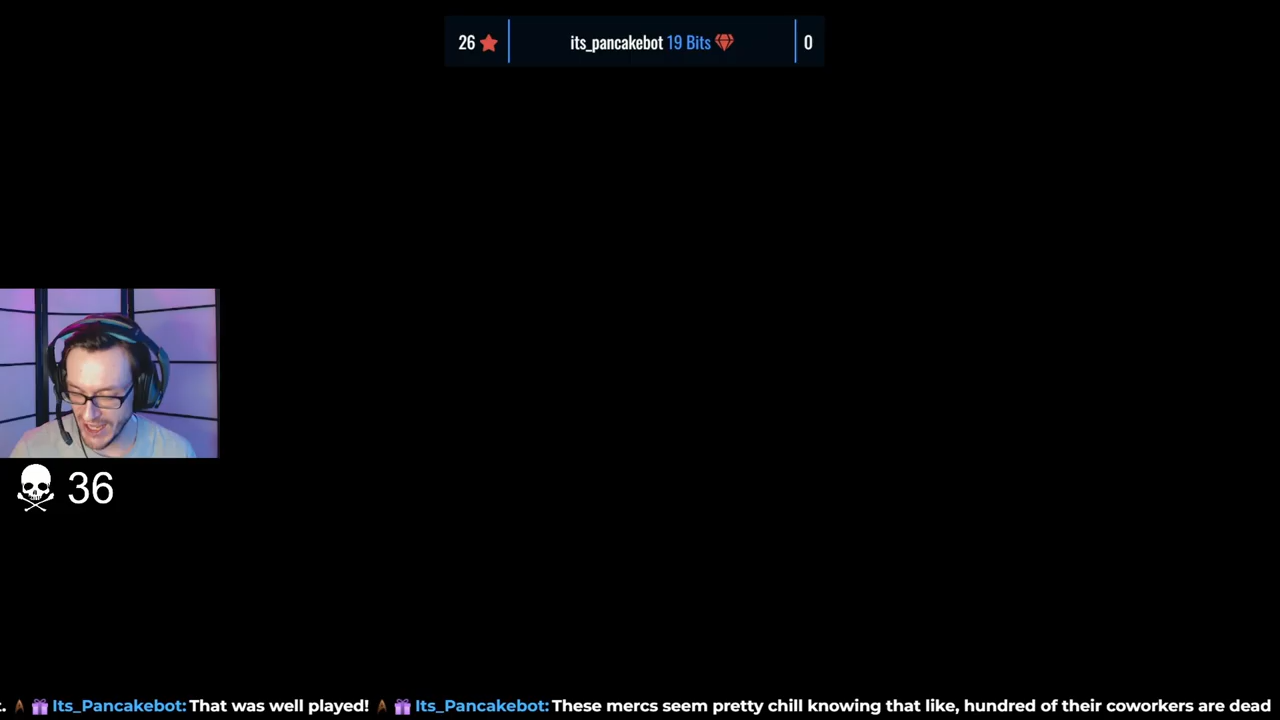 26 its_pancakebot 19 Bits 0
36
. Its_Pancakebot: That was well played! Its_Pancakebot: These mercs seem pretty chill knowing that like, hundred of their coworkers are dead